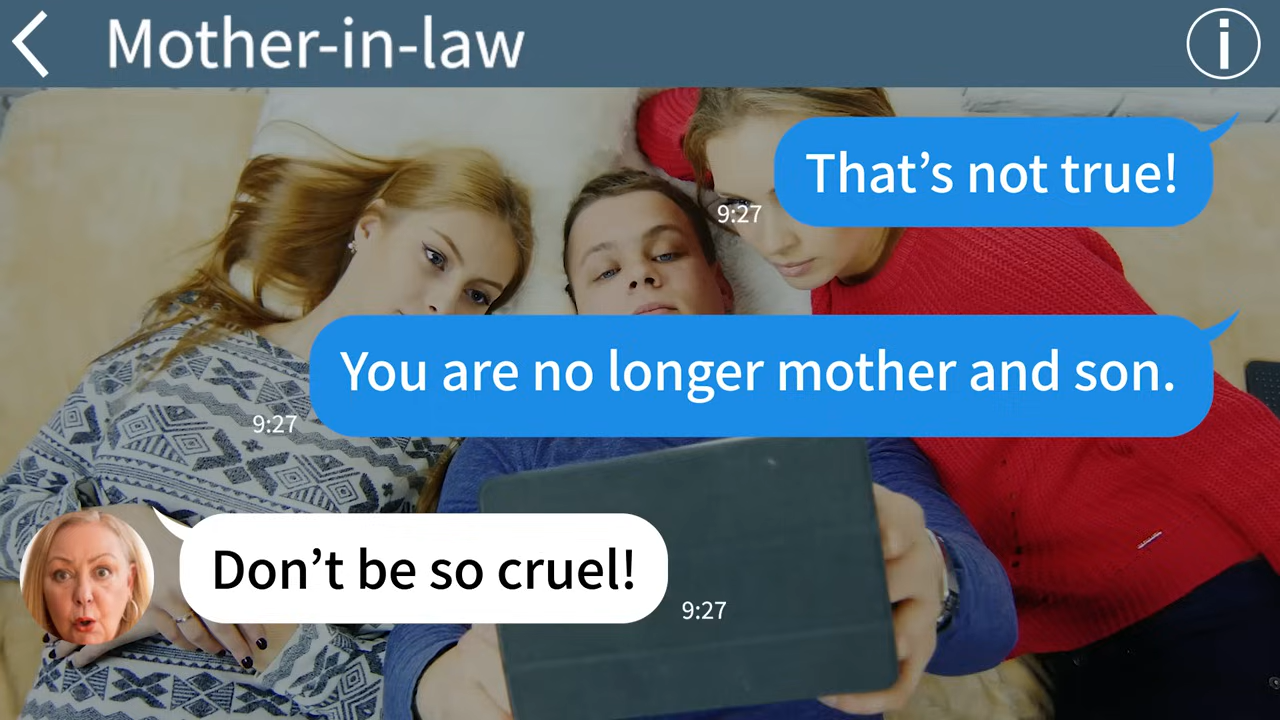 Mother-in-law
That’s not true!
9:27
You are no longer mother and son.
9:27
Don’t be so cruel!
9:27